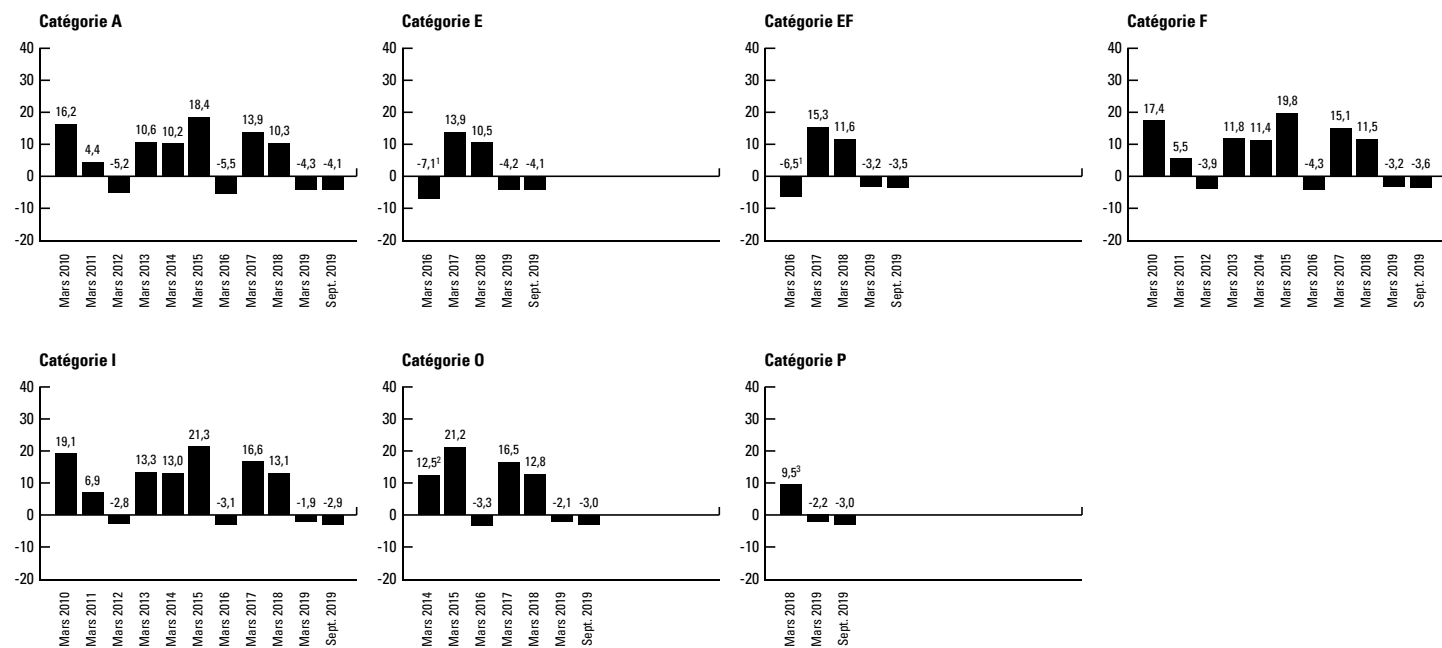 Catégorie A
40
30
20
10
0
-10
-20
16,2
4,4
-5,2
10,6
10,2
18,4
-5,5
13,9
10,3
-4,3
-4,1
Mars 2010
Mars 2011
Mars 2012
Mars 2013
Mars 2014
Mars 2015
Mars 2016
Mars 2017
Mars 2018
Mars 2019
Sept. 2019
Catégorie E
40
30
20
10
0
-10
-20
-7,1¹
13,9
10,5
-4,2
-4,1
Mars 2016
Mars 2017
Mars 2018
Mars 2019
Sept. 2019
Catégorie EF
40
30
20
10
0
-10
-20
-6,5¹
15,3
11,6
-3,2
-3,5
Mars 2016
Mars 2017
Mars 2018
Mars 2019
Sept. 2019
Catégorie F
40
30
20
10
0
-10
-20
17,4
5,5
-3,9
11,8
11,4
19,8
-4,3
15,1
11,5
-3,2
-3,6
Mars 2010
Mars 2011
Mars 2012
Mars 2013
Mars 2014
Mars 2015
Mars 2016
Mars 2017
Mars 2018
Mars 2019
Sept. 2019
Catégorie I
40
30
20
10
0
-10
-20
19,1
6,9
-2,8
13,3
13,0
21,3
-3,1
16,6
13,1
-1,9
-2,9
Mars 2010
Mars 2011
Mars 2012
Mars 2013
Mars 2014
Mars 2015
Mars 2016
Mars 2017
Mars 2018
Mars 2019
Sept. 2019
Catégorie O
40
30
20
10
0
-10
-20
12,5²
21,2
-3,3
16,5
12,8
-2,1
-3,0
Mars 2014
Mars 2015
Mars 2016
Mars 2017
Mars 2018
Mars 2019
Sept. 2019
Catégorie P
40
30
20
10
0
-10
-20
9,5³
-2,2
-3,0
Mars 2018
Mars 2019
Sept. 2019